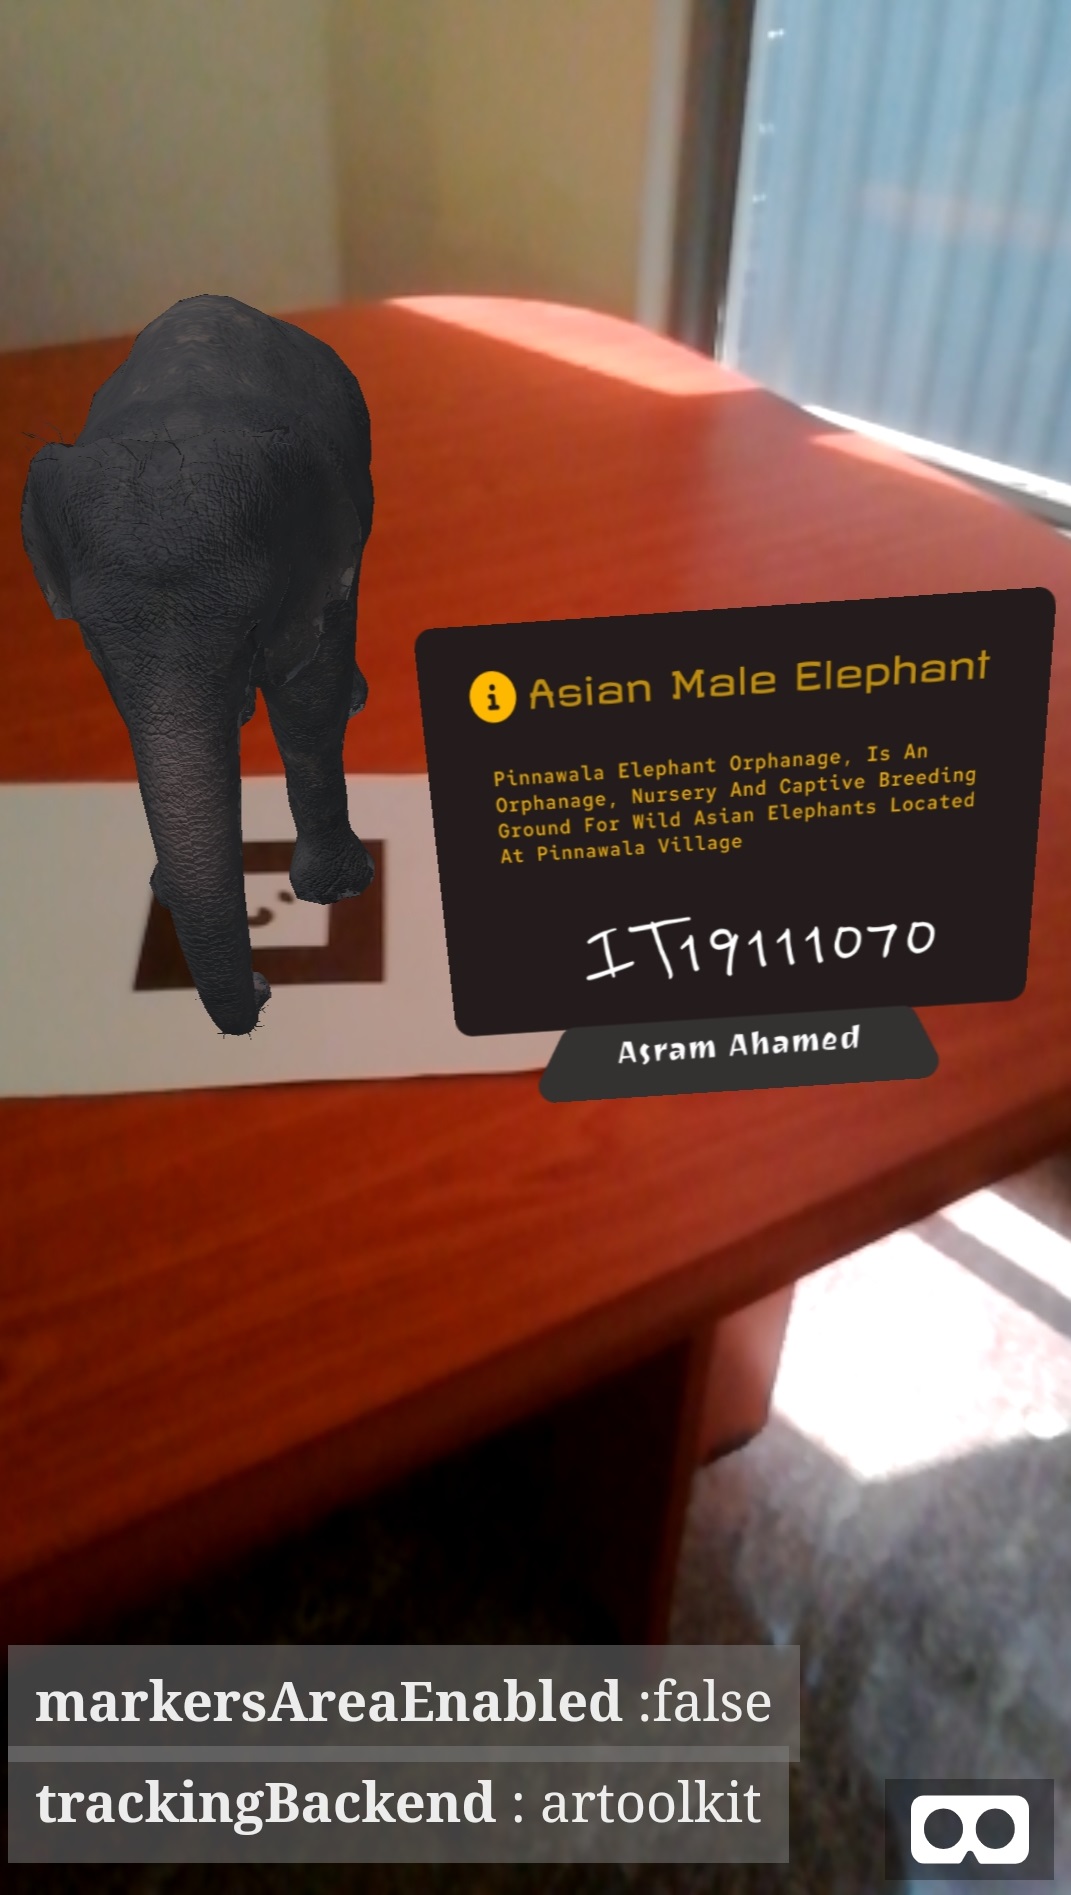 Asian Male Elephant
Pinnawala Elephant Orphanage, Is An
Orphanage, Nursery And Captive Breeding
Ground For Wild Asian Elephants Located
At Pinnawala Village
IT19111070
Asram Ahamed
markersAreaEnabled :false
trackingBackend : artoolkit